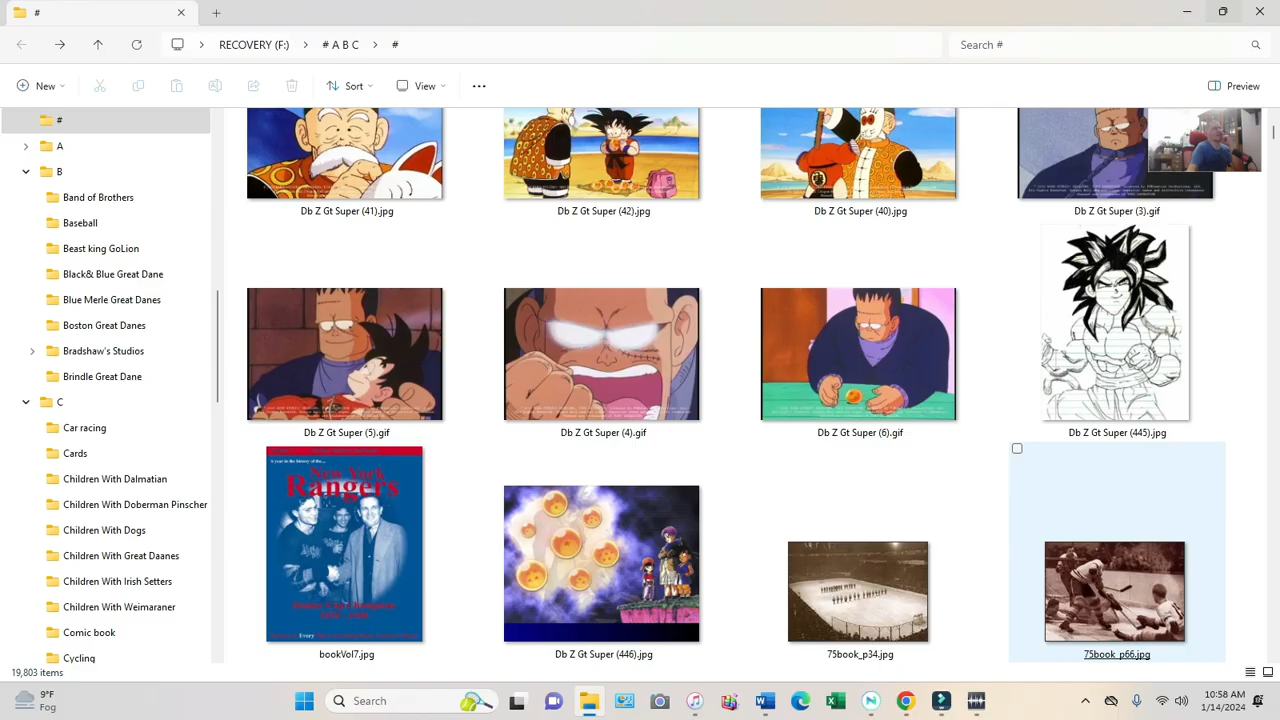 #
RECOVERY (F:) > # A B C > #
Search #
New
Sort
View
Preview
#
A
B
Band of Brothers
Baseball
Beast king GoLion
Black& Blue Great Dane
Blue Merle Great Danes
Boston Great Danes
Bradshaw's Studios
Brindle Great Dane
C
Car racing
Cards
Children With Dalmatian
Children With Doberman Pinscher
Children With Dogs
Children With Great Daanes
Children With Irish Setters
Children With Weimaraner
Comic book
Cycling
Db Z Gt Super (41).jpg
Db Z Gt Super (42).jpg
Db Z Gt Super (40).jpg
Db Z Gt Super (3).gif
Db Z Gt Super (5).gif
Db Z Gt Super (4).gif
Db Z Gt Super (6).gif
Db Z Gt Super (445).jpg
A year in the history of the...
New York
Rangers
bookVol7.jpg
Db Z Gt Super (446).jpg
75book_p34.jpg
75book_p66.jpg
19,803 items
9°F
Fog
Search
10:58 AM
1/14/2024